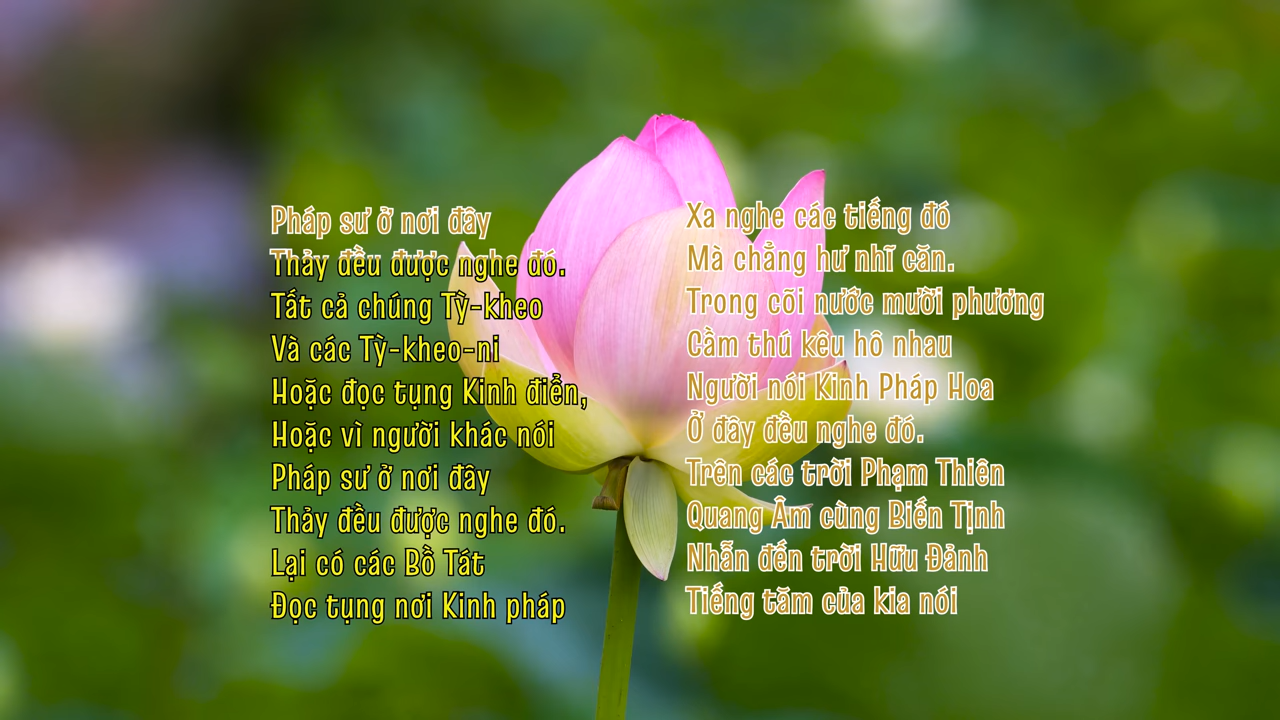 Pháp sư ở nơi đây
Thảy đều được nghe đó.
Tất cả chúng Tỳ-kheo
Và các Tỳ-kheo-ni
Hoặc đọc tụng Kinh điển,
Hoặc vì người khác nói
Pháp sư ở nơi đây
Thảy đều được nghe đó.
Lại có các Bồ Tát
Đọc tụng nơi Kinh pháp
Xa nghe các tiếng đó
Mà chẳng hư nhĩ căn.
Trong cõi nước mười phương
Cầm thú kêu hô nhau
Người nói Kinh Pháp Hoa
Ở đây đều nghe đó.
Trên các trời Phạm Thiên
Quang Âm cùng Biến Tịnh
Nhẫn đến trời Hữu Đảnh
Tiếng tăm của kia nói